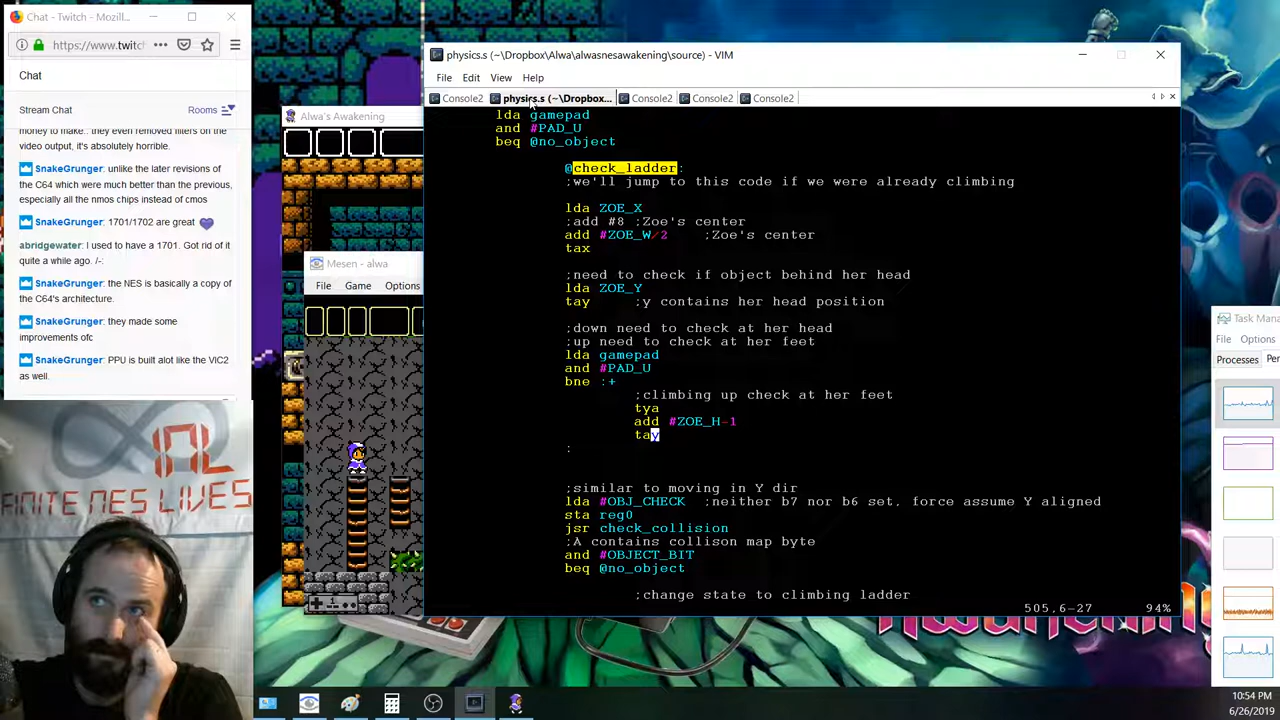 Chat - Twitch - Mozill...
https://www.twitch
Chat
Stream Chat
Rooms
money to make.. they even removed filters on the
video output, it's absolutely horrible.
SnakeGrunger: unlike the later revisions
of the C64 which were much better than the previous,
especially all the nmos chips instead of cmos
SnakeGrunger: 1701/1702 are great
abridgewater: I used to have a 1701. Got rid of it
quite a while ago. /-:
SnakeGrunger: the NES is basically a copy of
the C64's architecture.
SnakeGrunger: they made some
improvements ofc
SnakeGrunger: PPU is built alot like the VIC2
as well.
Alwa's Awakening
Mesen - alwa
File Game Options
physics.s (~\Dropbox\Alwa\alwasnesawakening\source) - VIM
File Edit View Help
Console2 physics.s (~\Dropbox... Console2 Console2 Console2
lda gamepad
and #PAD_U
beq @no_object
@check_ladder:
;we'll jump to this code if we were already climbing
lda ZOE_X
;add #8 ;Zoe's center
add #ZOE_W/2 ;Zoe's center
tax
;need to check if object behind her head
lda ZOE_Y
tay ;y contains her head position
;down need to check at her head
;up need to check at her feet
lda gamepad
and #PAD_U
bne :+
;climbing up check at her feet
tya
add #ZOE_H-1
tay
:
;similar to moving in Y dir
lda #OBJ_CHECK ;neither b7 nor b6 set, force assume Y aligned
sta reg0
jsr check_collision
;A contains collision map byte
and #OBJECT_BIT
beq @no_object
;change state to climbing ladder
505,6-27 94%
Task Mana
File Options
Processes Per
10:54 PM
6/26/2019